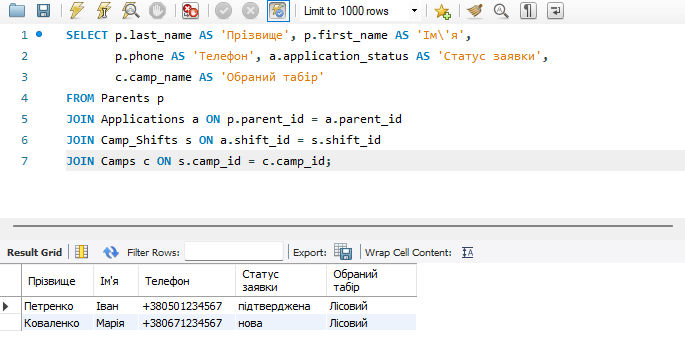 Limit to 1000 rows
1 SELECT p.last_name AS 'Прізвище', p.first_name AS 'Ім\'я',
2 p.phone AS 'Телефон', a.application_status AS 'Статус заявки',
3 c.camp_name AS 'Обраний табір'
4 FROM Parents p
5 JOIN Applications a ON p.parent_id = a.parent_id
6 JOIN Camp_Shifts s ON a.shift_id = s.shift_id
7 JOIN Camps c ON s.camp_id = c.camp_id;
Result Grid Filter Rows: Export: Wrap Cell Content: IA
Прізвище Ім'я Телефон Статус заявки Обраний табір
Петренко Іван +380501234567 підтверджена Лісовий
Коваленко Марія +380671234567 нова Лісовий